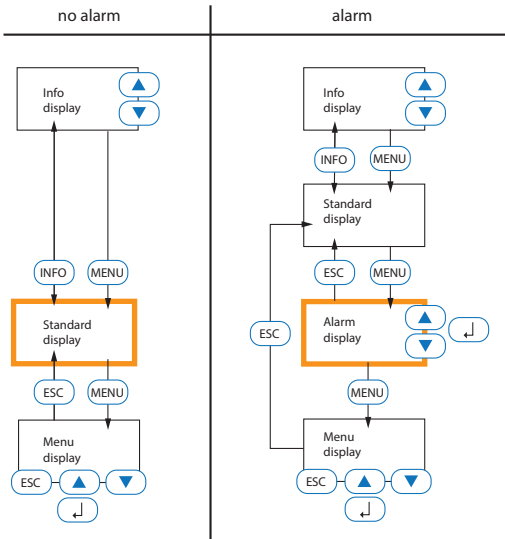 no alarm
alarm
Info
display
INFO
MENU
Standard
display
ESC
MENU
Menu
display
ESC
Info
display
INFO
MENU
Standard
display
ESC
MENU
ESC
Alarm
display
MENU
Menu
display
ESC